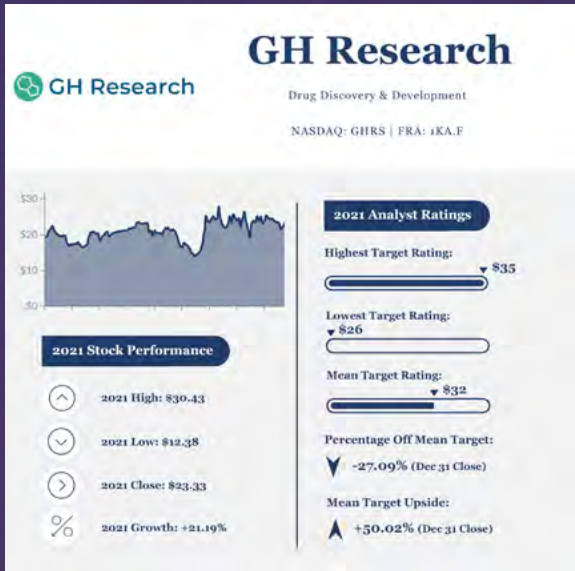 GH Research
GH Research
Drug Discovery & Development
NASDAQ: GHRS | FRA: 1KA.F
$30
$20
$10
$0
2021 Stock Performance
2021 High: $30.43
2021 Low: $12.38
2021 Close: $23.33
% 2021 Growth: +21.19%
2021 Analyst Ratings
Highest Target Rating:
$35
Lowest Target Rating:
$26
Mean Target Rating:
$32
Percentage Off Mean Target:
-27.09% (Dec 31 Close)
Mean Target Upside:
+50.02% (Dec 31 Close)